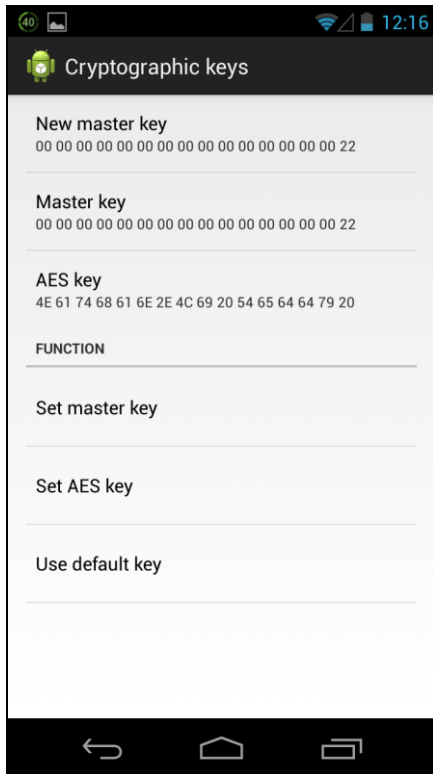 40
12:16
Cryptographic keys
New master key
00 00 00 00 00 00 00 00 00 00 00 00 00 00 00 22
Master key
00 00 00 00 00 00 00 00 00 00 00 00 00 00 00 22
AES key
4E 61 74 68 61 6E 2E 4C 69 20 54 65 64 64 79 20
FUNCTION
Set master key
Set AES key
Use default key